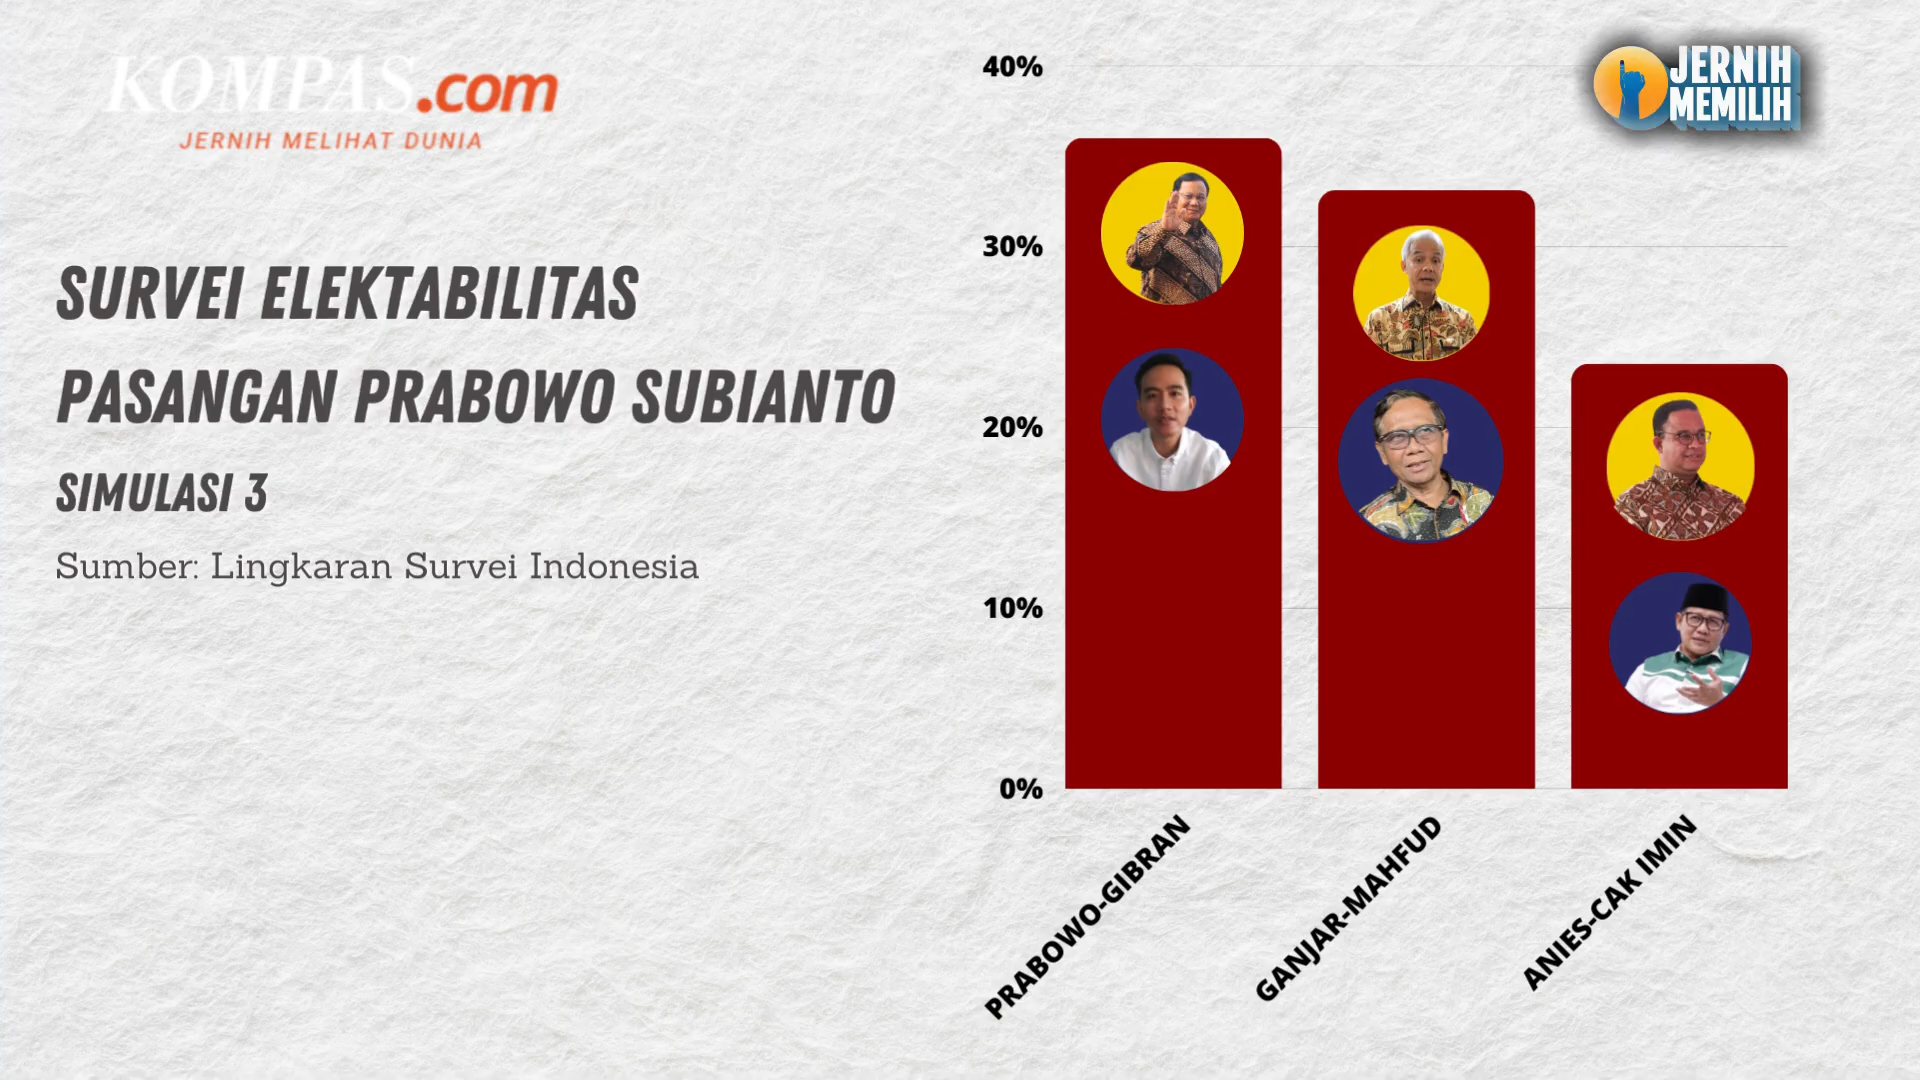 KOMPAS.com
JERNIH MELIHAT DUNIA
JERNIH
MEMILIH
SURVEI ELEKTABILITAS
PASANGAN PRABOWO SUBIANTO
SIMULASI 3
Sumber: Lingkaran Survei Indonesia
40%
30%
20%
10%
0%
PRABOWO-GIBRAN
GANJAR-MAHFUD
ANIES-CAK IMIN